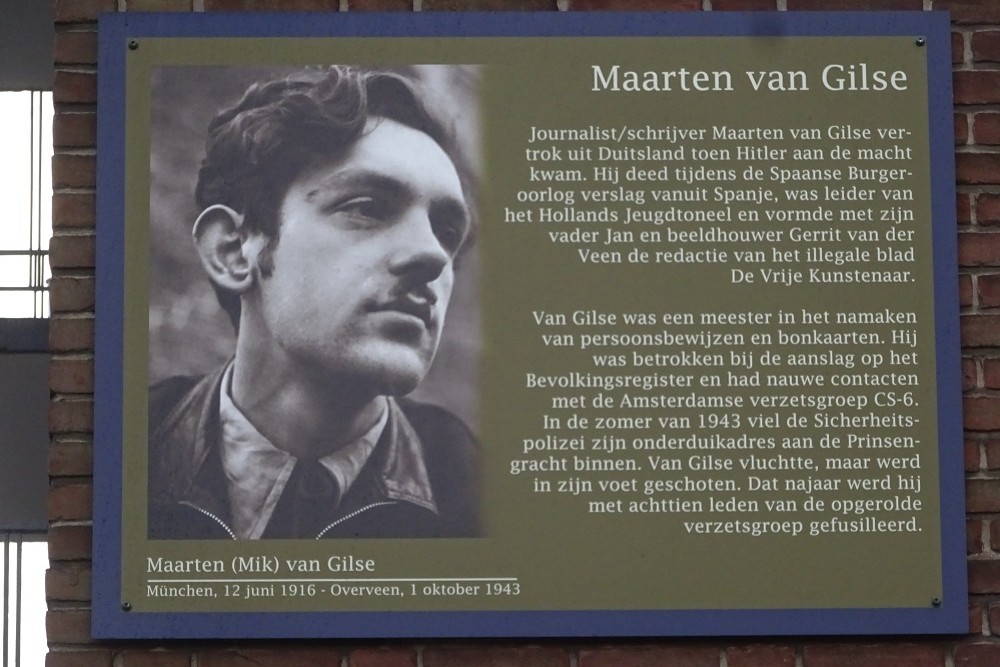 Maarten van Gilse
Journalist/schrijver Maarten van Gilse ver-
trok uit Duitsland toen Hitler aan de macht
kwam. Hij deed tijdens de Spaanse Burger-
oorlog verslag vanuit Spanje, was leider van
het Hollands Jeugdtoneel en vormde met zijn
vader Jan en beeldhouwer Gerrit van der
Veen de redactie van het illegale blad
De Vrije Kunstenaar.
Van Gilse was een meester in het namaken
van persoonsbewijzen en bonkaarten. Hij
was betrokken bij de aanslag op het
Bevolkingsregister en had nauwe contacten
met de Amsterdamse verzetsgroep CS-6.
In de zomer van 1943 viel de Sicherheits-
polizei zijn onderduikadres aan de Prinsen-
gracht binnen. Van Gilse vluchtte, maar werd
in zijn voet geschoten. Dat najaar werd hij
met achttien leden van de opgerolde
verzetsgroep gefusilleerd.
Maarten (Mik) van Gilse
München, 12 juni 1916 - Overveen, 1 oktober 1943